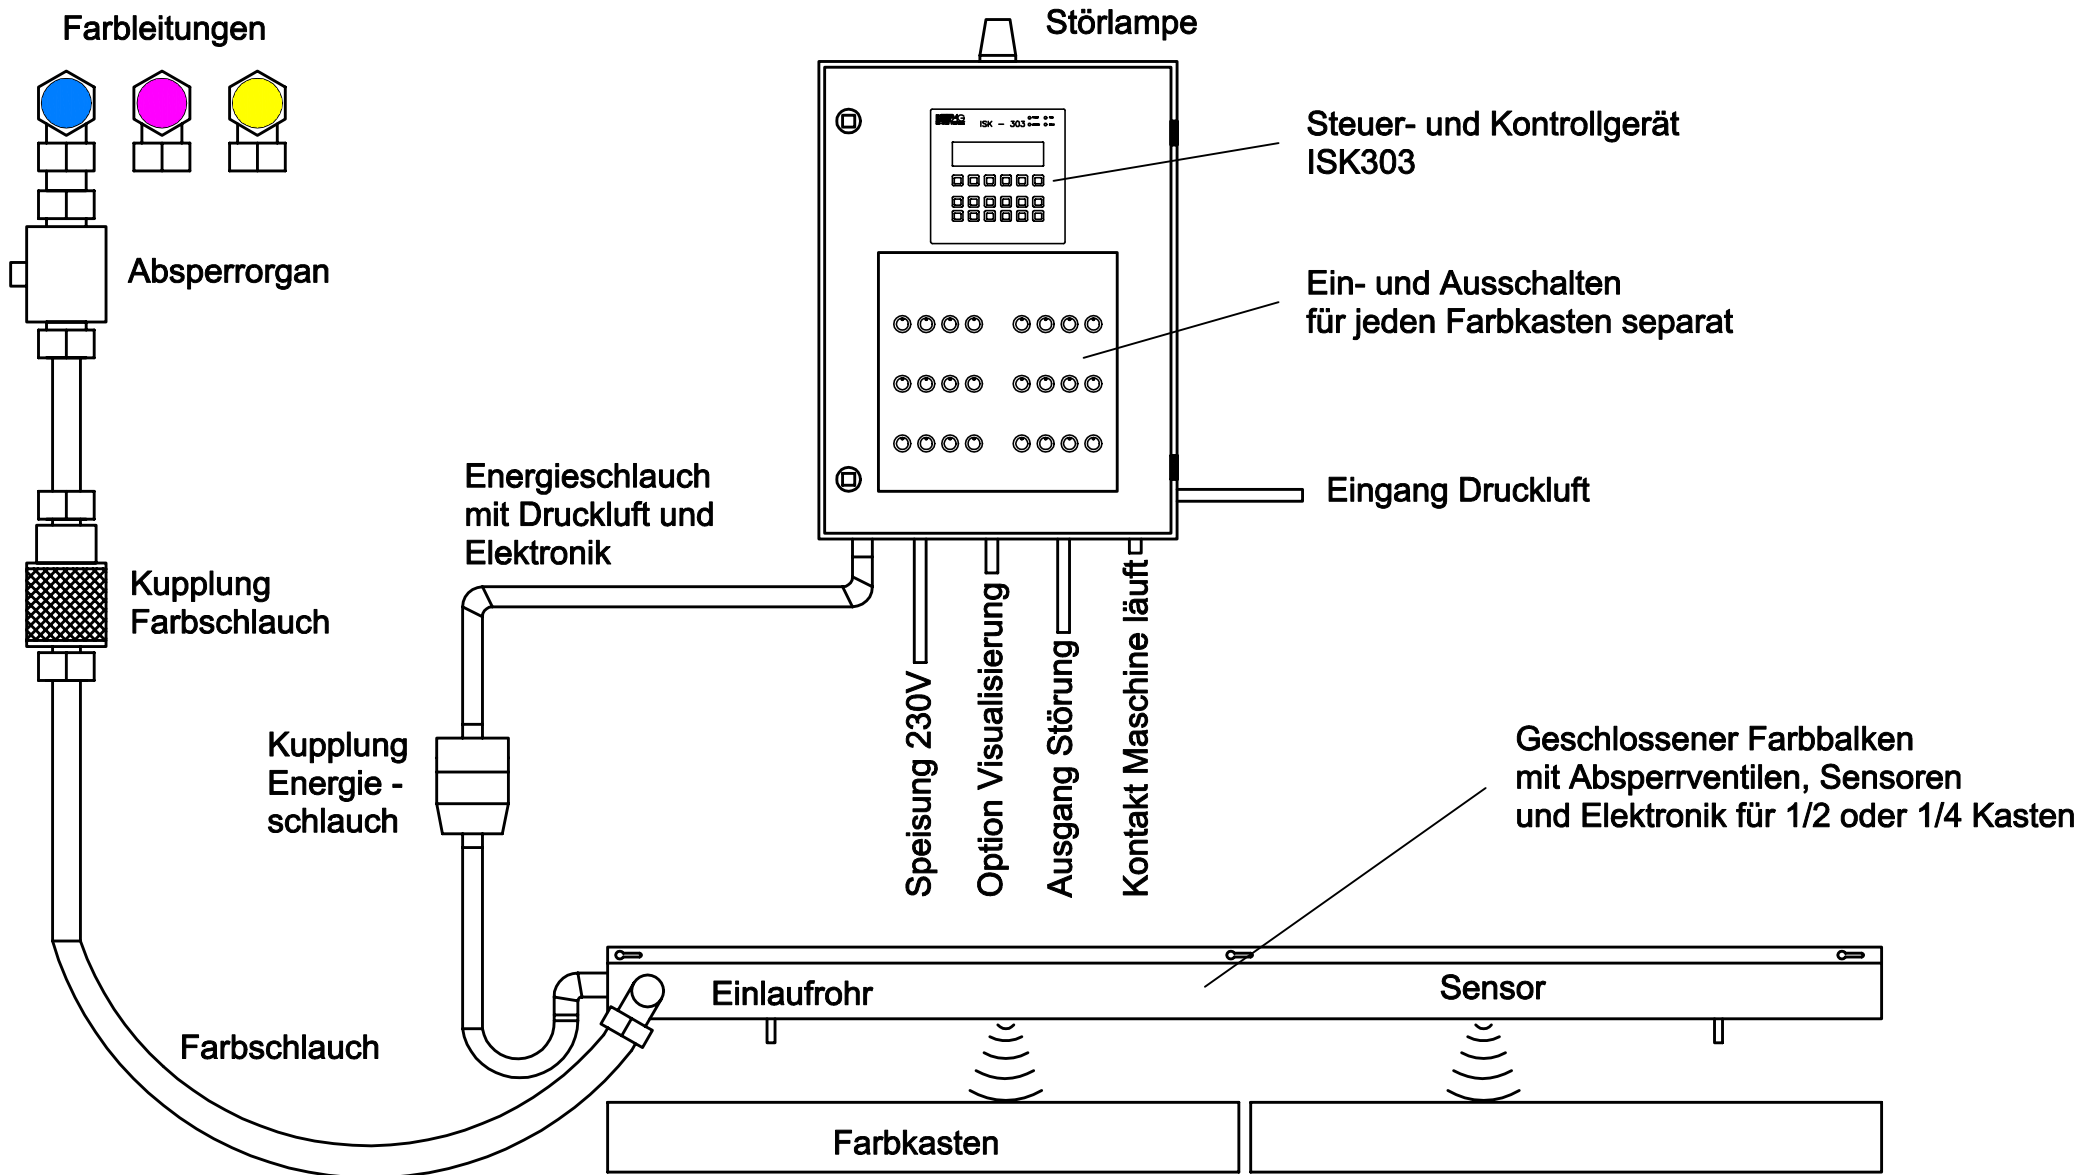 Farbleitungen
Störlampe
ISK - 303
Steuer- und Kontrollgerät
ISK303
Absperrorgan
Ein- und Ausschalten
für jeden Farbkasten separat
Energieschlauch
mit Druckluft und
Elektronik
Eingang Druckluft
Kupplung
Farbschlauch
Speisung 230V
Option Visualisierung
Ausgang Störung
Kontakt Maschine läuft
Kupplung
Energie -
schlauch
Geschlossener Farbbalken
mit Absperrventilen, Sensoren
und Elektronik für 1/2 oder 1/4 Kasten
Einlaufrohr
Sensor
Farbschlauch
Farbkasten